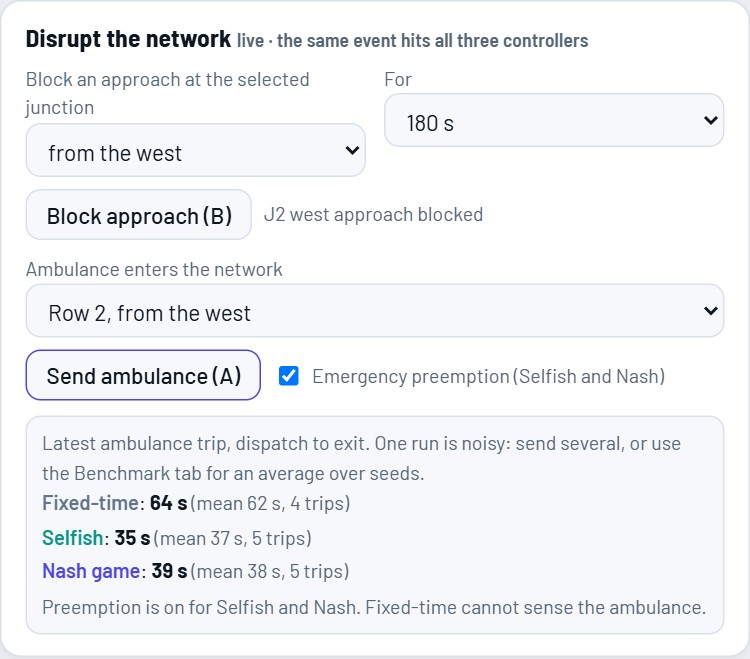 Disrupt the network live · the same event hits all three controllers
Block an approach at the selected
junction
For
from the west
180 s
Block approach (B)
J2 west approach blocked
Ambulance enters the network
Row 2, from the west
Send ambulance (A)
Emergency preemption (Selfish and Nash)
Latest ambulance trip, dispatch to exit. One run is noisy: send several, or use
the Benchmark tab for an average over seeds.
Fixed-time: 64 s (mean 62 s, 4 trips)
Selfish: 35 s (mean 37 s, 5 trips)
Nash game: 39 s (mean 38 s, 5 trips)
Preemption is on for Selfish and Nash. Fixed-time cannot sense the ambulance.